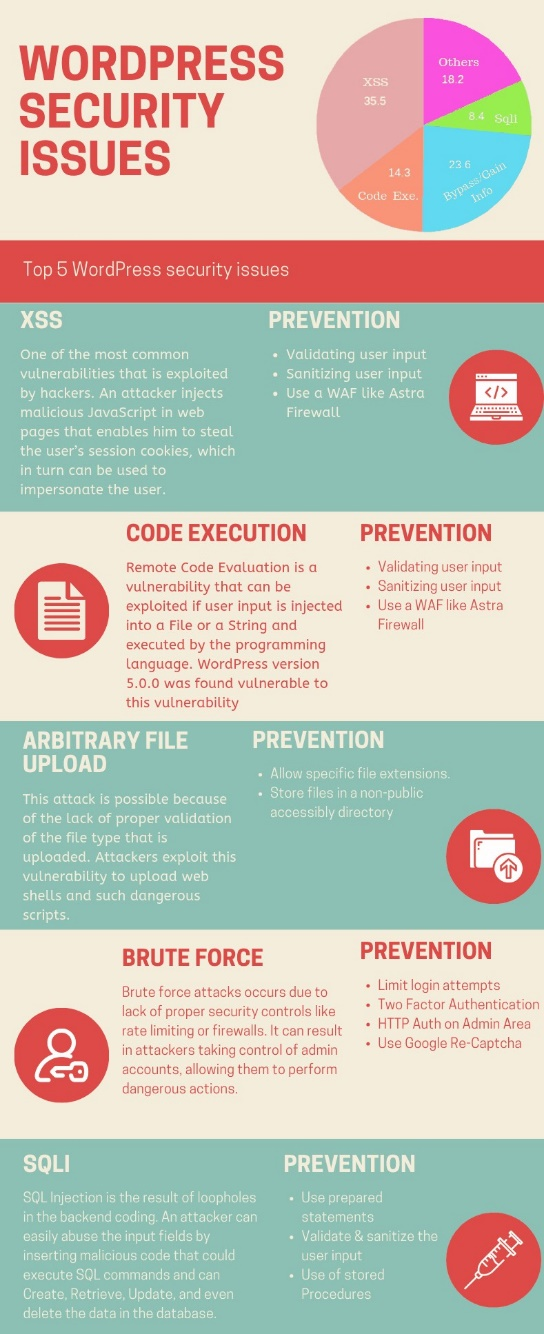 WORDPRESS
SECURITY
ISSUES
XSS
35.5
Others
18.2
8.4 Sqli
23.6
Bypass/Gain
Info
14.3
Code Exe.
Top 5 WordPress security issues
XSS
One of the most common
vulnerabilities that is exploited
by hackers. An attacker injects
malicious JavaScript in web
pages that enables him to steal
the user's session cookies, which
in turn can be used to
impersonate the user.
PREVENTION
• Validating user input
• Sanitizing user input
• Use a WAF like Astra
Firewall
</>
CODE EXECUTION
Remote Code Evaluation is a
vulnerability that can be
exploited if user input is injected
into a File or a String and
executed by the programming
language. WordPress version
5.0.0 was found vulnerable to
this vulnerability
PREVENTION
• Validating user input
• Sanitizing user input
• Use a WAF like Astra
Firewall
ARBITRARY FILE
UPLOAD
This attack is possible because
of the lack of proper validation
of the file type that is
uploaded. Attackers exploit this
vulnerability to upload web
shells and such dangerous
scripts.
PREVENTION
• Allow specific file extensions.
• Store files in a non-public
accessibly directory
BRUTE FORCE
Brute force attacks occurs due to
lack of proper security controls like
rate limiting or firewalls. It can result
in attackers taking control of admin
accounts, allowing them to perform
dangerous actions.
PREVENTION
• Limit login attempts
• Two Factor Authentication
• HTTP Auth on Admin Area
• Use Google Re-Captcha
SQLI
SQL Injection is the result of loopholes
in the backend coding. An attacker can
easily abuse the input fields by
inserting malicious code that could
execute SQL commands and can
Create, Retrieve, Update, and even
delete the data in the database.
PREVENTION
• Use prepared
statements
• Validate & sanitize the
user input
• Use of stored
Procedures